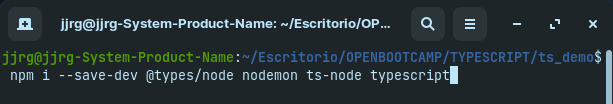 jjrg@jjrg-System-Product-Name: ~/Escritorio/OP...
jjrg@jjrg-System-Product-Name:~/Escritorio/OPENBOOTCAMP/TYPESCRIPT/ts_demo$
npm i --save-dev @types/node nodemon ts-node typescript